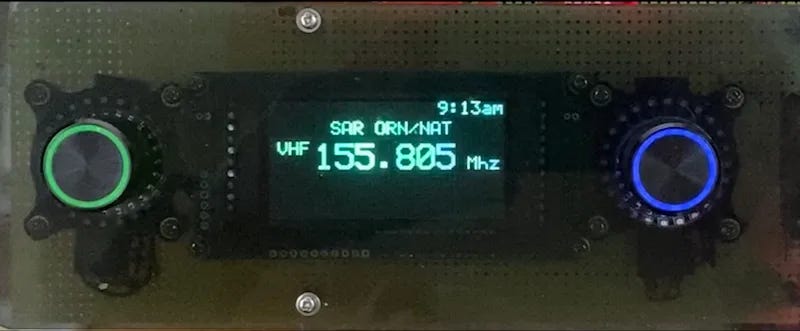 9:13am
SAR ORN/NAT
VHF 155.805 Mhz